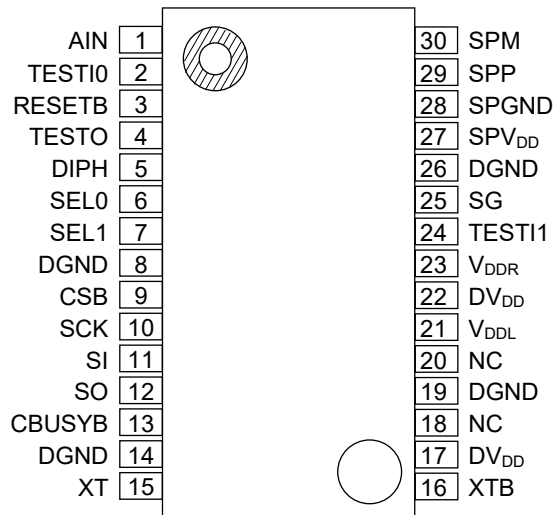 AIN 1 30 SPM
TESTI0 2 29 SPP
RESETB 3 28 SPGND
TESTO 4 27 SPVDD
DIPH 5 26 DGND
SEL0 6 25 SG
SEL1 7 24 TESTI1
DGND 8 23 VDDR
CSB 9 22 DVDD
SCK 10 21 VDDL
SI 11 20 NC
SO 12 19 DGND
CBUSYB 13 18 NC
DGND 14 17 DVDD
XT 15 16 XTB